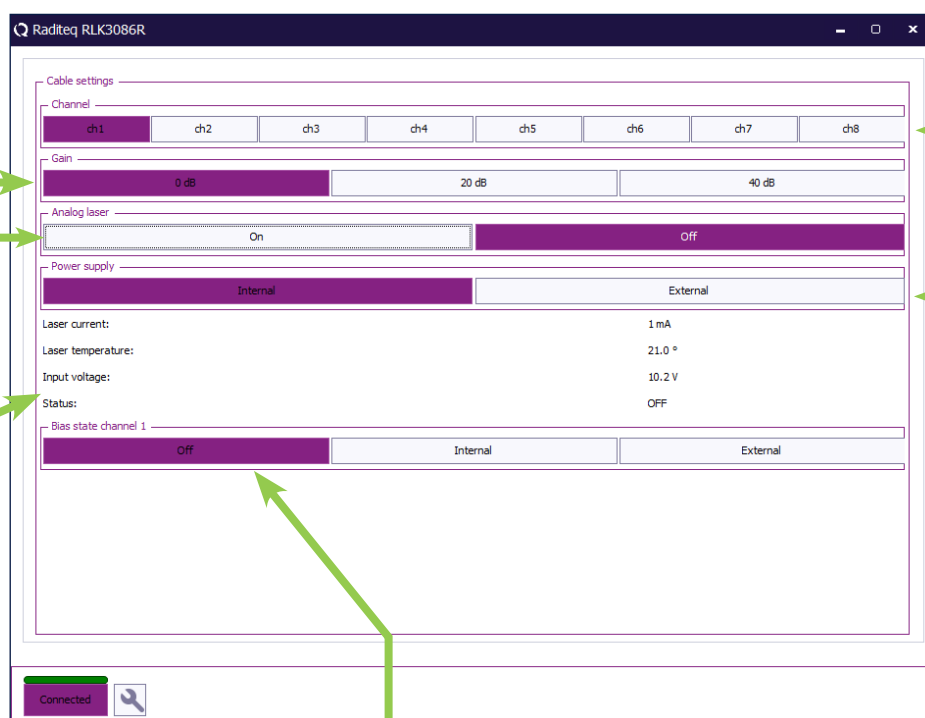 Raditeq RLK3086R
Cable settings
Channel
ch1 ch2 ch3 ch4 ch5 ch6 ch7 ch8
Gain
0 dB 20 dB 40 dB
Analog laser
On Off
Power supply
Internal External
Laser current: 1 mA
Laser temperature: 21.0 °
Input voltage: 10.2 V
Status: OFF
Bias state channel 1
Off Internal External
Connected